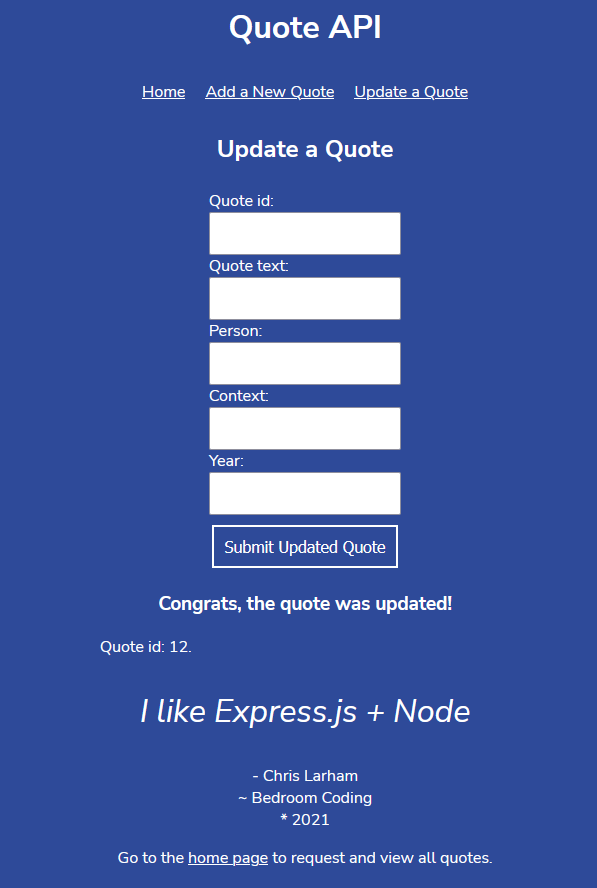 Quote API
Home Add a New Quote Update a Quote
Update a Quote
Quote id:
Quote text:
Person:
Context:
Year:
Submit Updated Quote
Congrats, the quote was updated!
Quote id: 12.
I like Express.js + Node
- Chris Larham
~ Bedroom Coding
* 2021
Go to the home page to request and view all quotes.